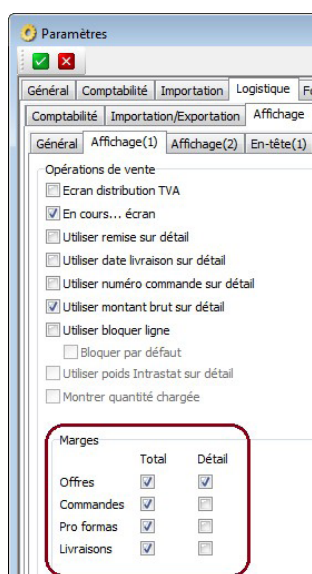 Paramètres
Général Comptabilité Importation Logistique
Comptabilité Importation/Exportation Affichage
Général Affichage(1) Affichage(2) En-tête(1)
Opérations de vente
Ecran distribution TVA
En cours... écran
Utiliser remise sur détail
Utiliser date livraison sur détail
Utiliser numéro commande sur détail
Utiliser montant brut sur détail
Utiliser bloquer ligne
Bloquer par défaut
Utiliser poids Intrastat sur détail
Montrer quantité chargée
Marges
Total Détail
Offres
Commandes
Pro formas
Livraisons